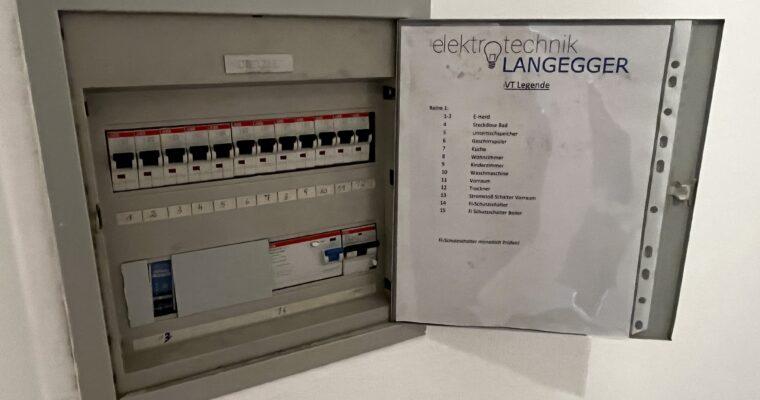 elektrotechnik
LANGEGGER
VT Legende
Reihe 1:
1-3 E-Herd
4 Steckdose Bad
5 Untertischspeicher
6 Geschirrspüler
7 Küche
8 Wohnzimmer
9 Kinderzimmer
10 Waschmaschine
11 Vorraum
12 Trockner
13 Stromstoß Schalter Vorraum
14 FI-Schutzschalter
15 FI Schutzschalter Boiler
FI-Schutzschalter monatlich Prüfen!
1 2 3 4 5 6 7 8 9 10 11 12
13
14